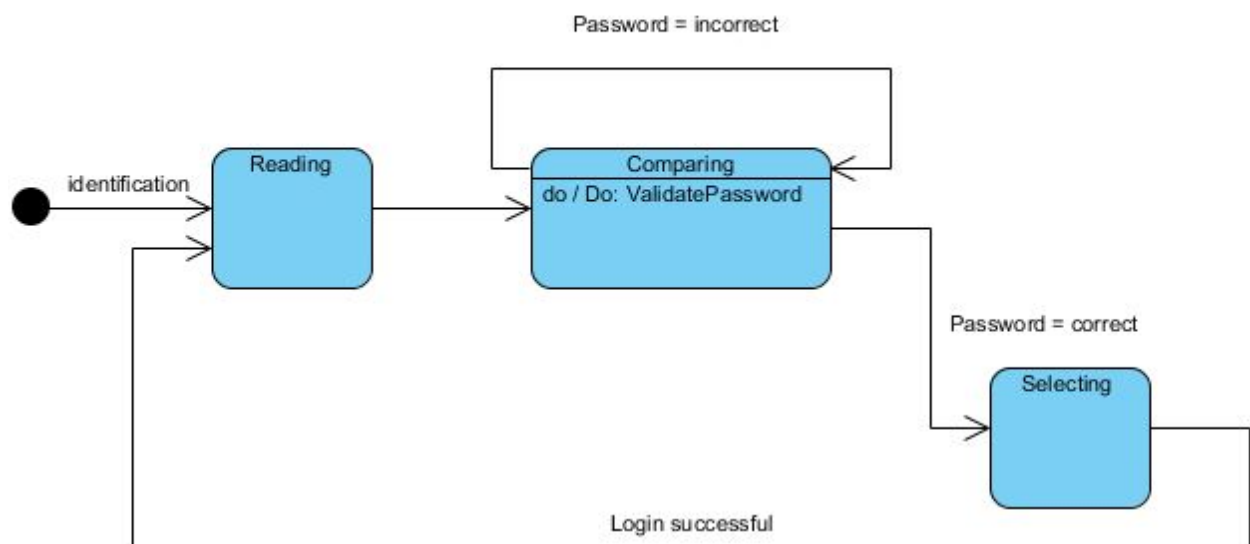 Password = incorrect
identification
Reading
Comparing
do / Do: ValidatePassword
Password = correct
Selecting
Login successful